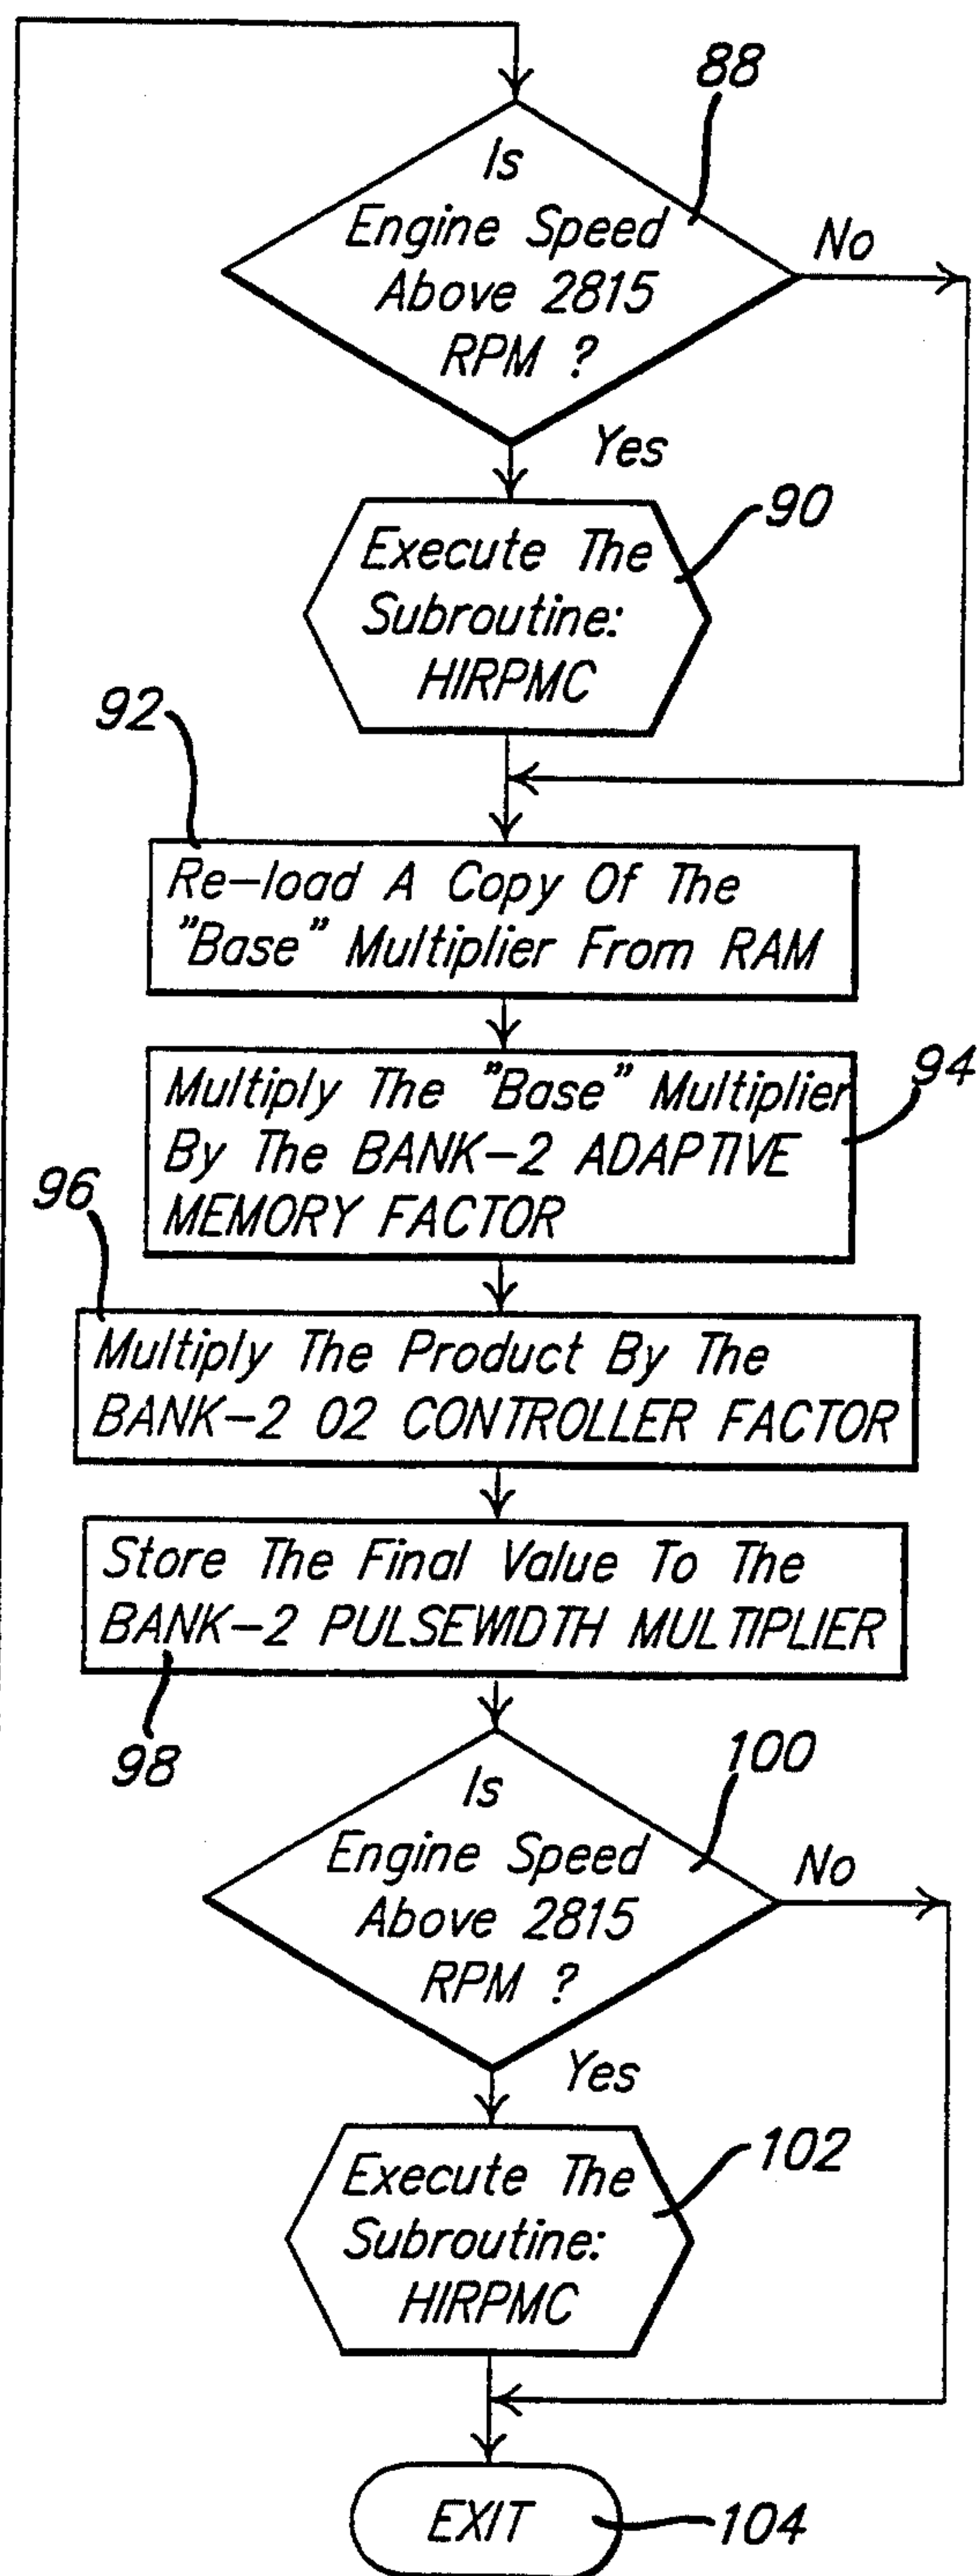 88
Is
Engine Speed
Above 2815
RPM ?
No
Yes
90
Execute The
Subroutine:
HIRPMC
92
Re-load A Copy Of The
"Base" Multiplier From RAM
94
Multiply The "Base" Multiplier
By The BANK-2 ADAPTIVE
MEMORY FACTOR
96
Multiply The Product By The
BANK-2 02 CONTROLLER FACTOR
Store The Final Value To The
BANK-2 PULSEWIDTH MULTIPLIER
98
100
Is
Engine Speed
Above 2815
RPM ?
No
Yes
102
Execute The
Subroutine:
HIRPMC
EXIT
104